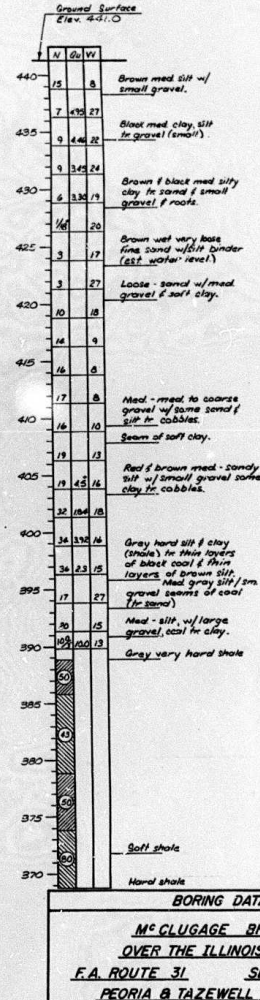 Ground Surface
Elev. 441.0
N Qu W
440
15 8
Brown med. silt w/
small gravel.
7 4.95 27
435
Black med. clay, silt
tr gravel (small).
9 4.46 22
9 3.45 24
430
Brown & black med silty
clay tr sand & small
gravel & roots.
6 3.30 19
20
425
Brown wet very loose
fine sand w/silt binder
(est. water level)
3 17
3 27
Loose - sand w/med.
gravel & soft clay.
420
10 18
14 9
415
16 8
17 8
Med. - med. to coarse
gravel w/ some sand &
silt tr cobbles.
410
16 10
Seam of soft clay.
19 13
405
Red & brown med - sandy
silt w/ small gravel some
clay tr. cobbles.
19 4.5 16
32 1.84 18
400
34 3.92 16
Grey hard silt & clay
(shale) tr thin layers
of black coal & thin
layers of brown silt.
36 2.3 15
Med. gray silt/sm.
gravel seams of coal
(tr sand)
395
17 27
20 15
Med - silt, w/large
gravel, coal tr clay.
390
10.0 13
Grey very hard shale
50
385
43
380
50
375
Soft shale
80
370
Hard shale
BORING DAT
McCLUGAGE BR
OVER THE ILLINOIS
F.A. ROUTE 31 SE
PEORIA & TAZEWELL